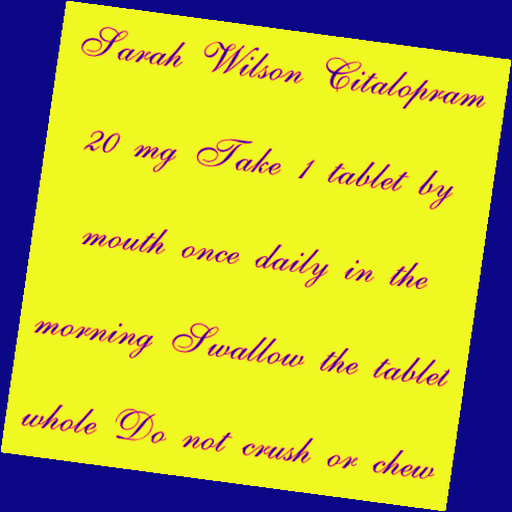 Sarah Wilson Citalopram
20 mg Take 1 tablet by
mouth once daily in the
morning Swallow the tablet
whole Do not crush or chew